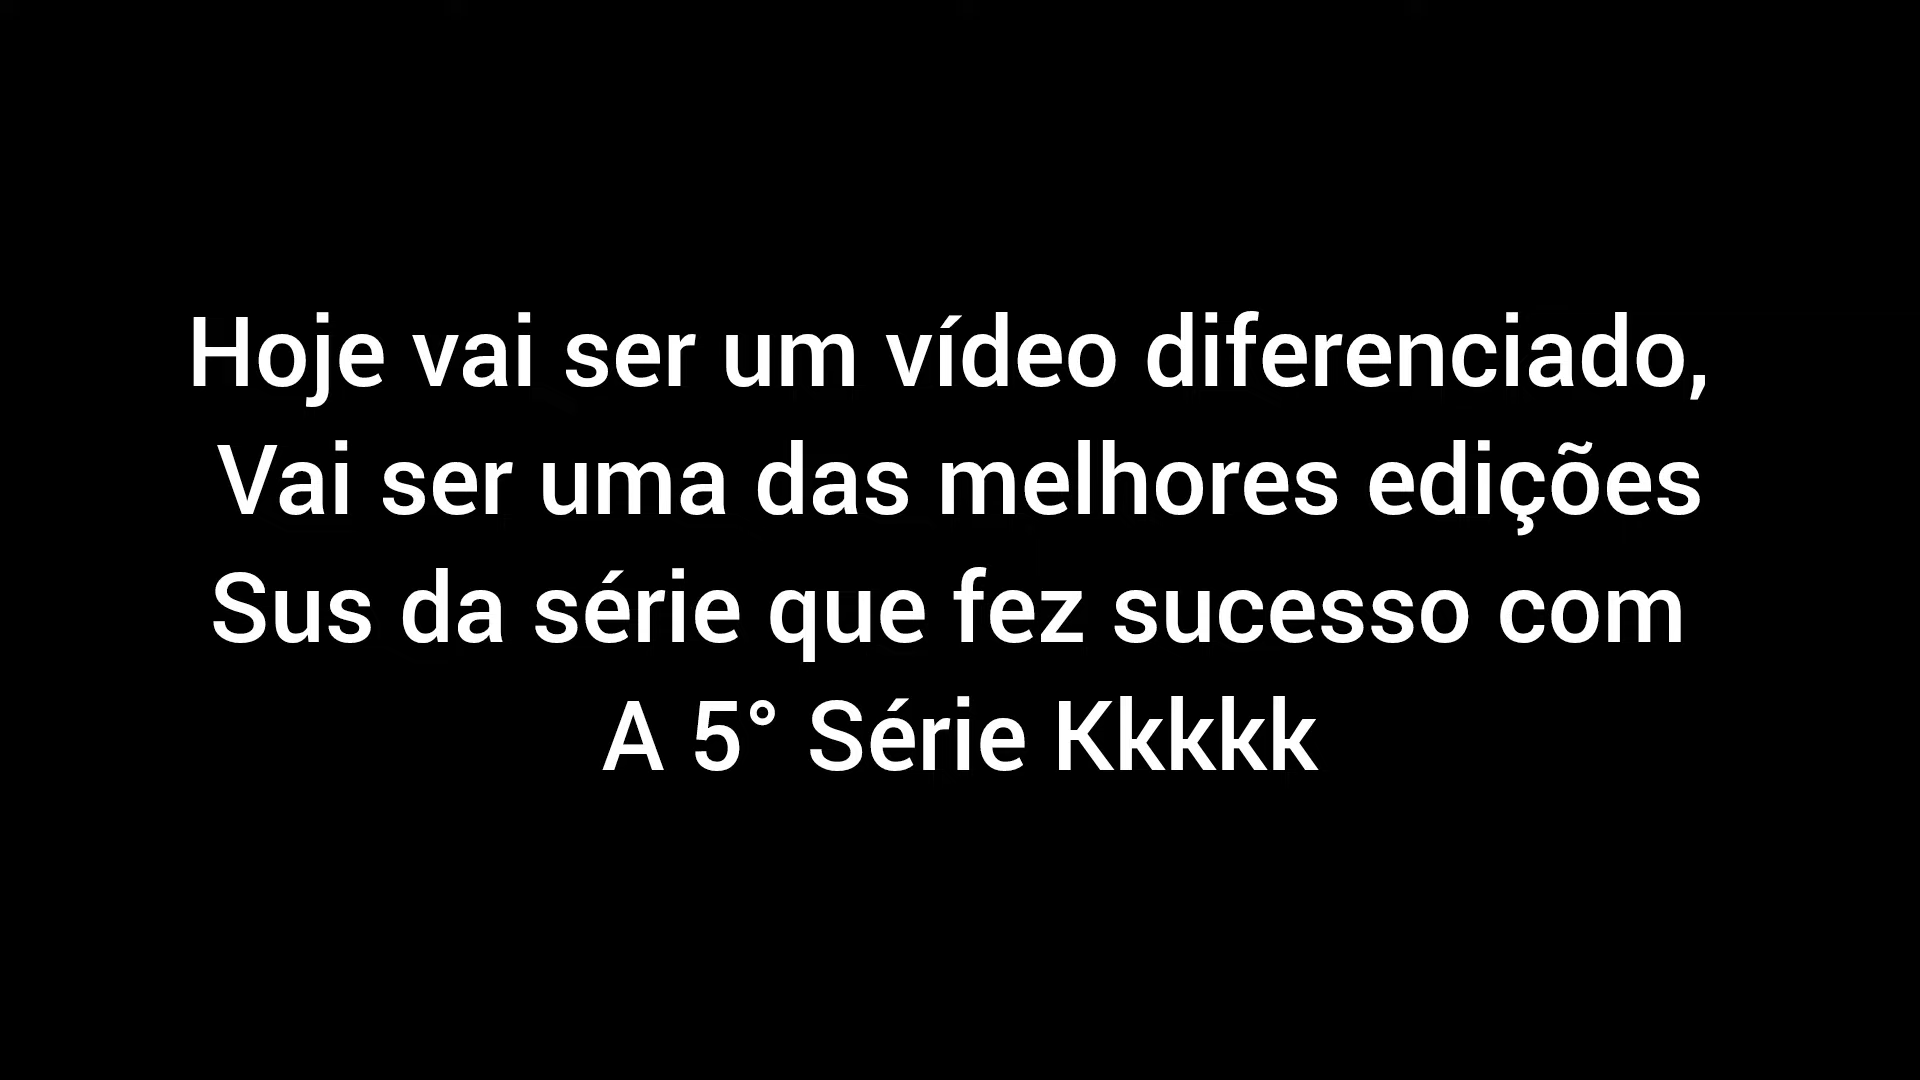 Hoje vai ser um vídeo diferenciado,
Vai ser uma das melhores edições
Sus da série que fez sucesso com
A 5° Série Kkkkk